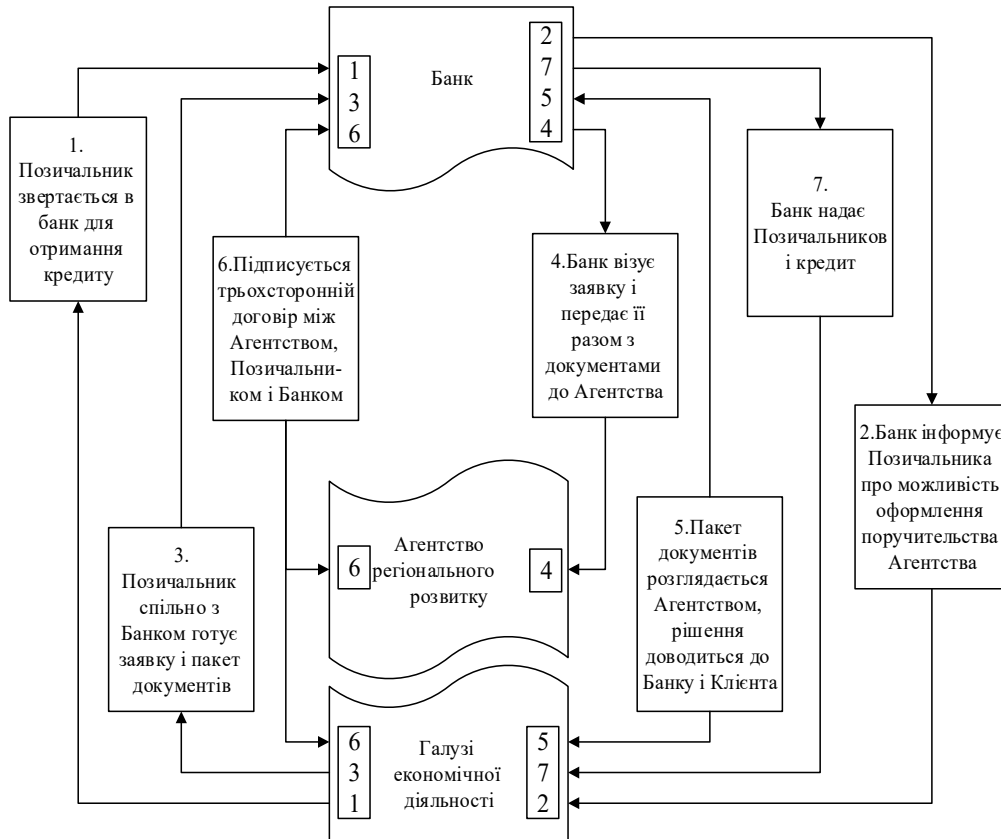 Банк
1
3
6
2
7
5
4
1.
Позичальник
звертається в
банк для
отримання
кредиту
6.Підписується
трьохсторонній
договір між
Агентством,
Позичальни-
ком і Банком
4.Банк візує
заявку і
передає її
разом з
документами
до Агентства
7.
Банк надає
Позичальников
і кредит
2.Банк інформує
Позичальника
про можливість
оформлення
поручительства
Агентства
3.
Позичальник
спільно з
Банком готує
заявку і пакет
документів
6
Агентство
регіонального
розвитку
4
5.Пакет
документів
розглядається
Агентством,
рішення
доводиться до
Банку і Клієнта
6
3
1
Галузі
економічної
діяльності
5
7
2